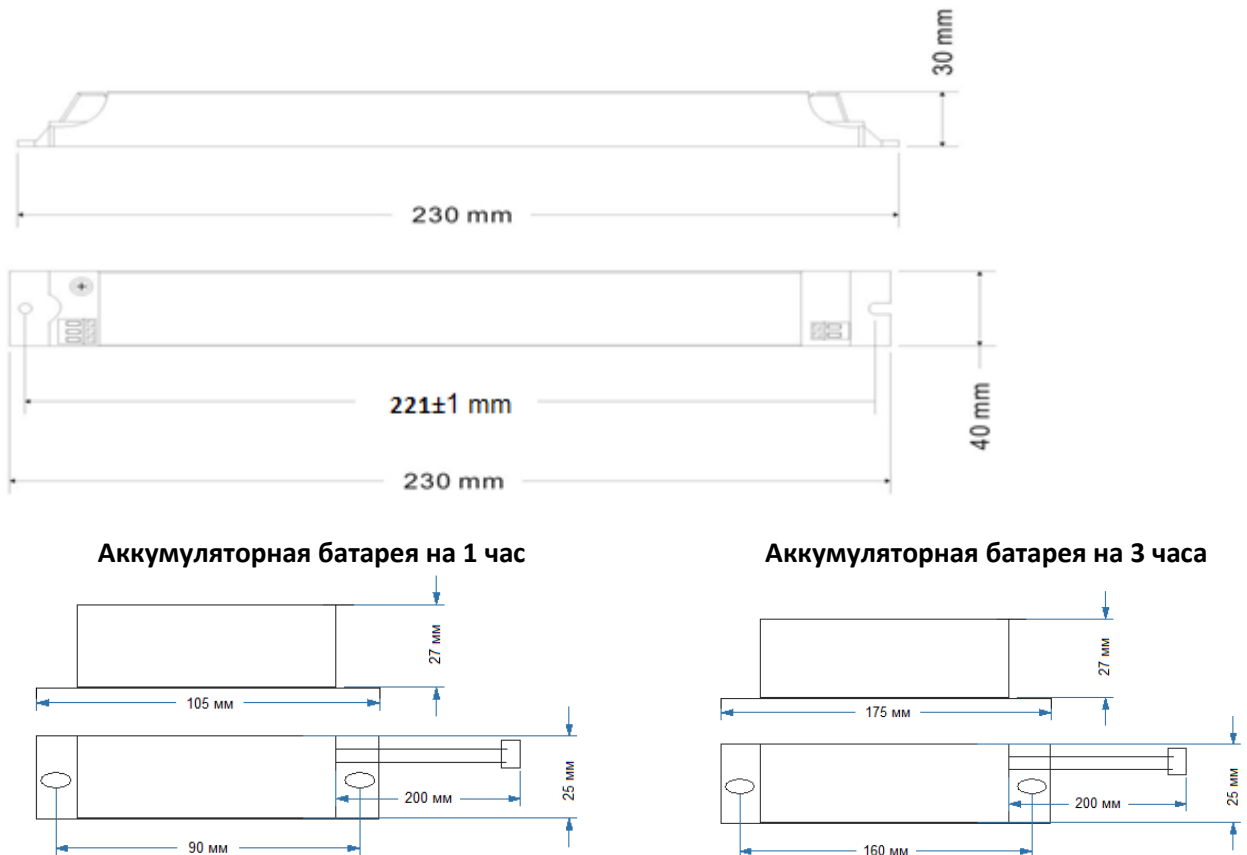 30 mm
230 mm
221±1 mm
40 mm
230 mm
Аккумуляторная батарея на 1 час
27 мм
105 мм
200 мм
25 мм
90 мм
Аккумуляторная батарея на 3 часа
27 мм
175 мм
200 мм
25 мм
160 мм